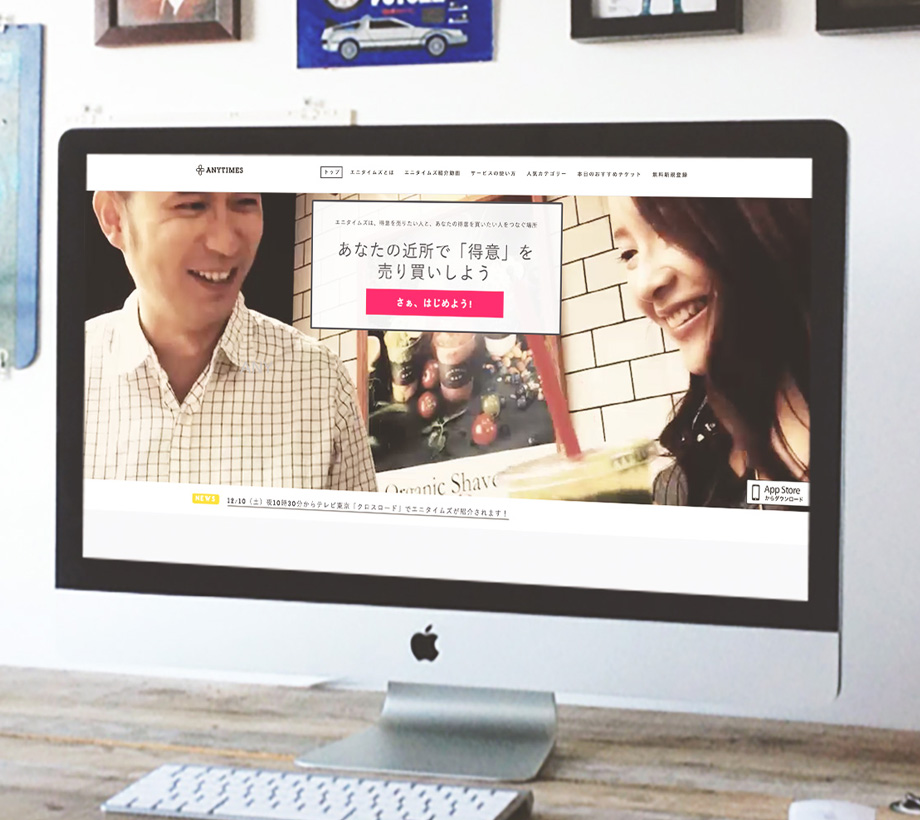 ANYTIMES
トップ エニタイムズとは エニタイムズ紹介動画 サービスの使い方 人気カテゴリー 本日のおすすめチケット 無料新規登録
エニタイムズは、得意を売りたい人と、あなたの得意を買いたい人をつなぐ場所
あなたの近所で「得意」を
売り買いしよう
さぁ、はじめよう!
Organic Shave
App Store
からダウンロード
NEWS 12/10（土）夜10時30分からテレビ東京「クロスロード」でエニタイムズが紹介されます！